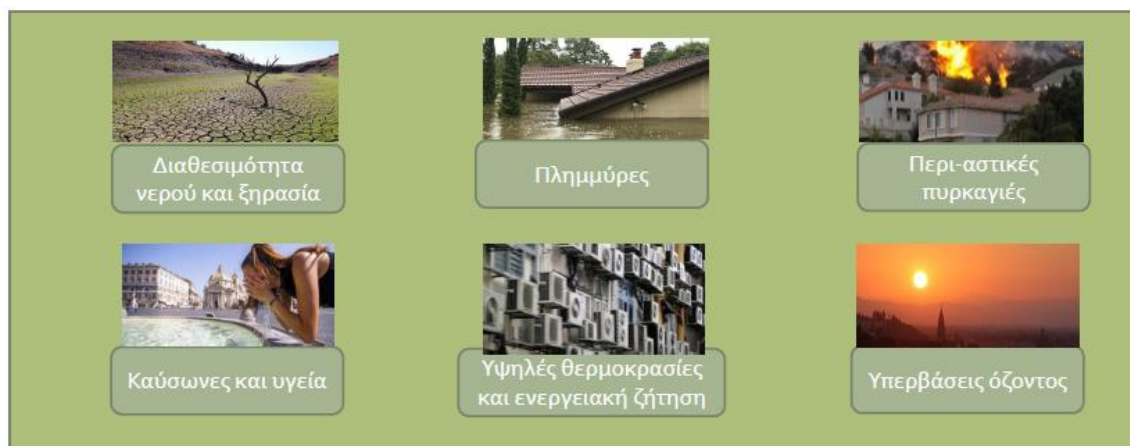 Διαθεσιμότητα
νερού και ξηρασία
Πλημμύρες
Περι-αστικές
πυρκαγιές
Καύσωνες και υγεία
Υψηλές θερμοκρασίες
και ενεργειακή ζήτηση
Υπερβάσεις όζοντος